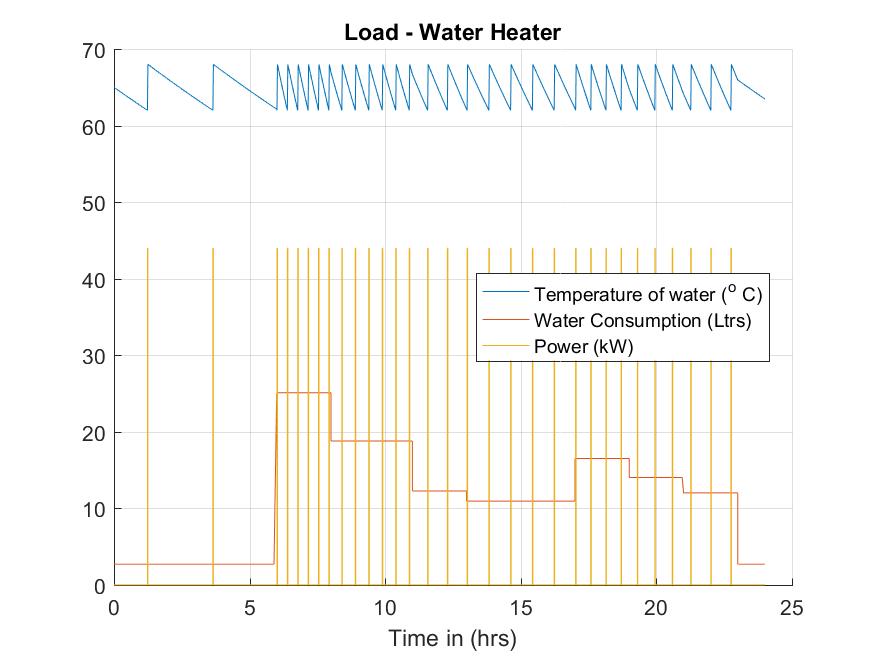 Load - Water Heater
70
60
50
40
30
20
10
0
Temperature of water (o C)
Water Consumption (Ltrs)
Power (kW)
0 5 10 15 20 25
Time in (hrs)